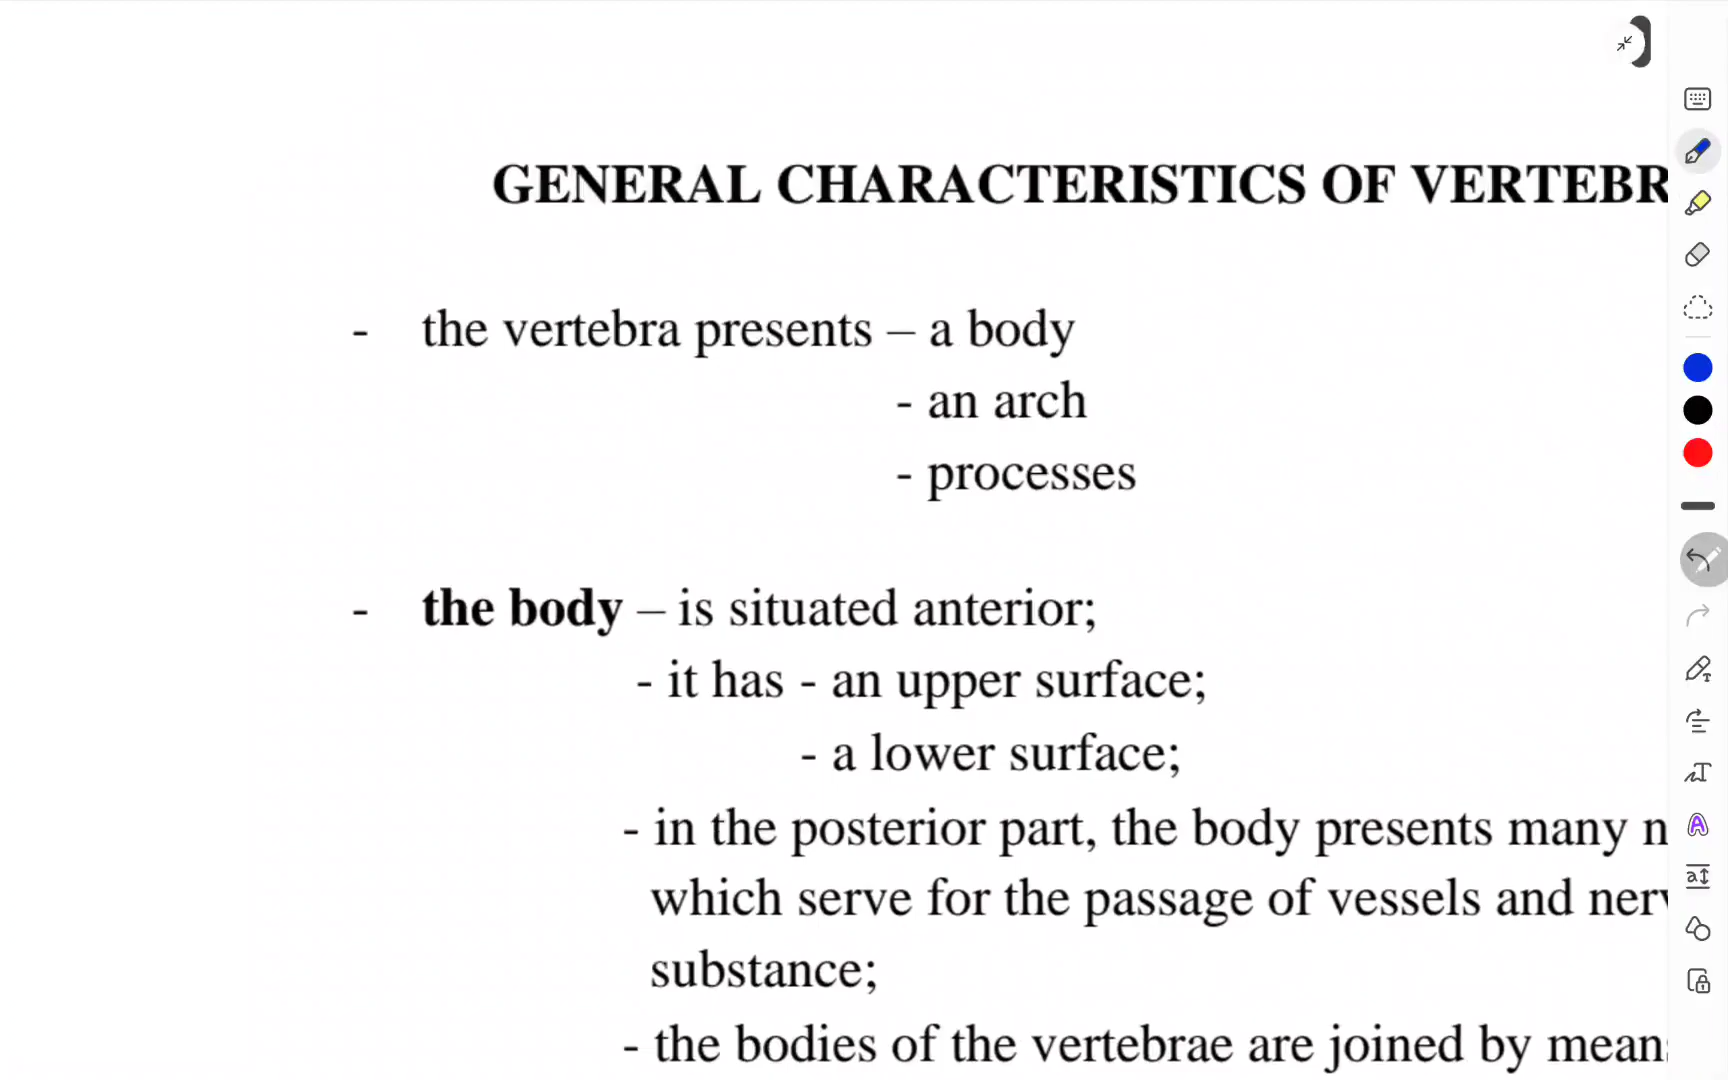 GENERAL CHARACTERISTICS OF VERTEBR
- the vertebra presents – a body
- an arch
- processes
- the body – is situated anterior;
- it has - an upper surface;
- a lower surface;
- in the posterior part, the body presents many n
which serve for the passage of vessels and nerv
substance;
- the bodies of the vertebrae are joined by mean